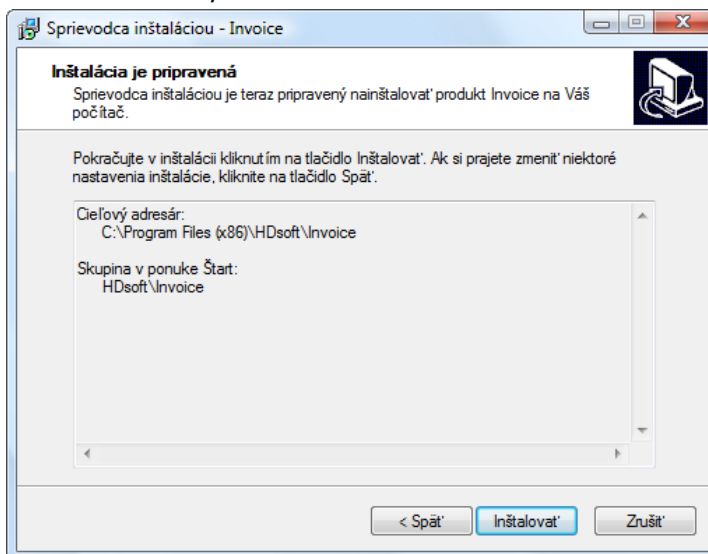 Sprievodca inštaláciou - Invoice
Inštalácia je pripravená
Sprievodca inštaláciou je teraz pripravený nainštalovať produkt Invoice na Váš
počítač.
Pokračujte v inštalácii kliknutím na tlačidlo Inštalovať. Ak si prajete zmeniť niektoré
nastavenia inštalácie, kliknite na tlačidlo Späť.
Cieľový adresár:
C:\Program Files (x86)\HDsoft\Invoice
Skupina v ponuke Štart:
HDsoft\Invoice
< Späť Inštalovať Zrušiť